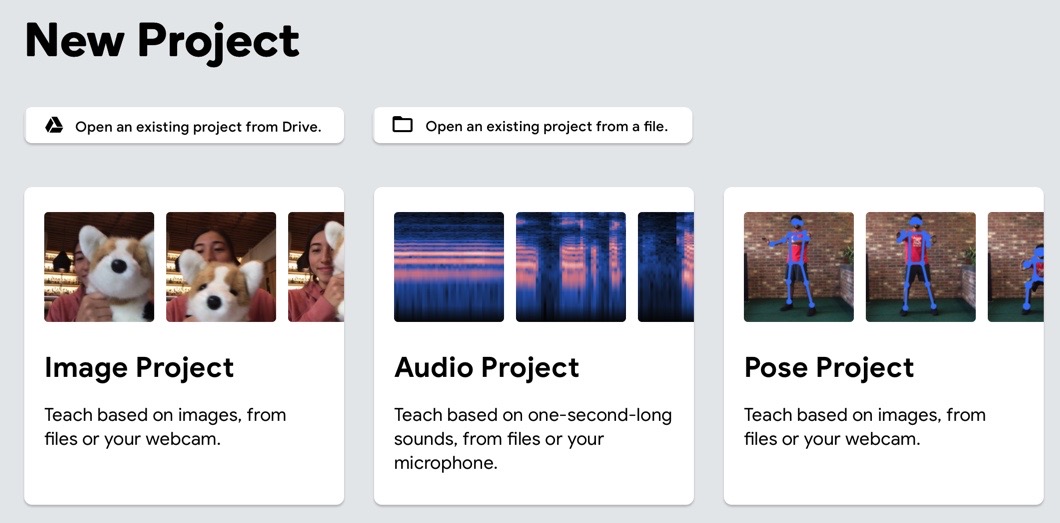 New Project
Open an existing project from Drive.
Open an existing project from a file.
Image Project
Teach based on images, from
files or your webcam.
Audio Project
Teach based on one-second-long
sounds, from files or your
microphone.
Pose Project
Teach based on images, from
files or your webcam.